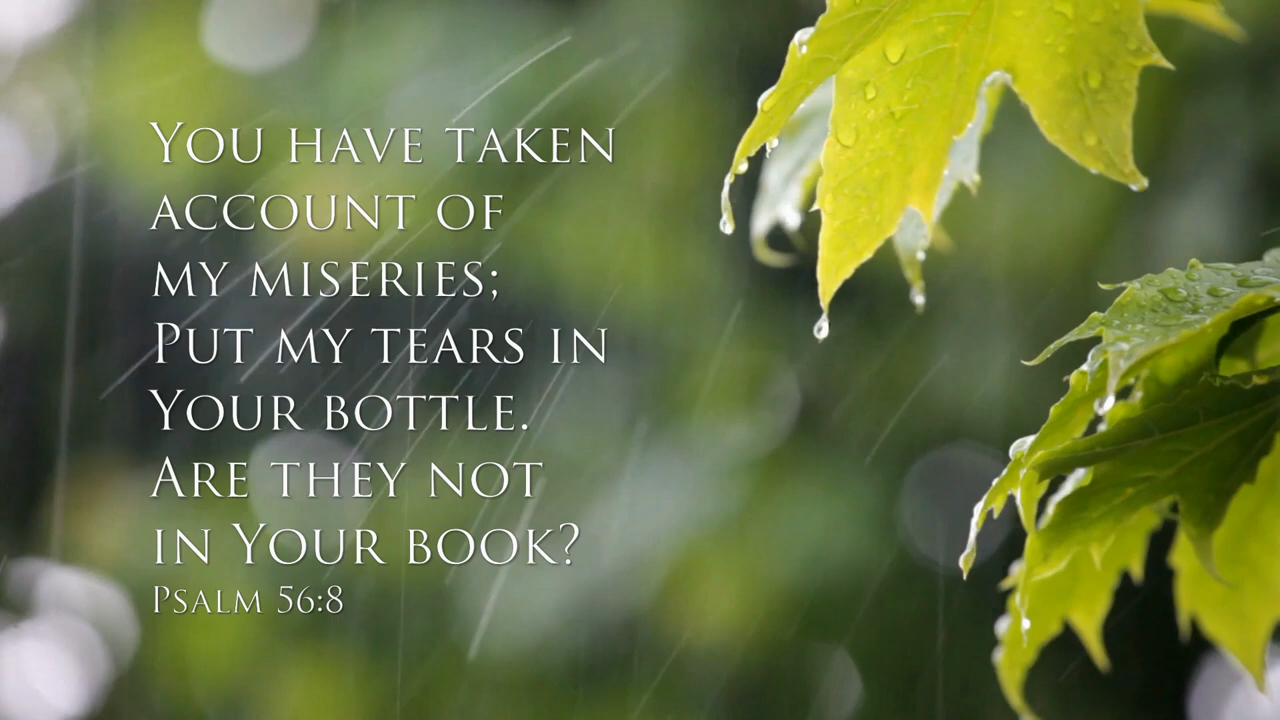 You have taken
account of
my miseries;
Put my tears in
Your bottle.
Are they not
in Your book?
Psalm 56:8